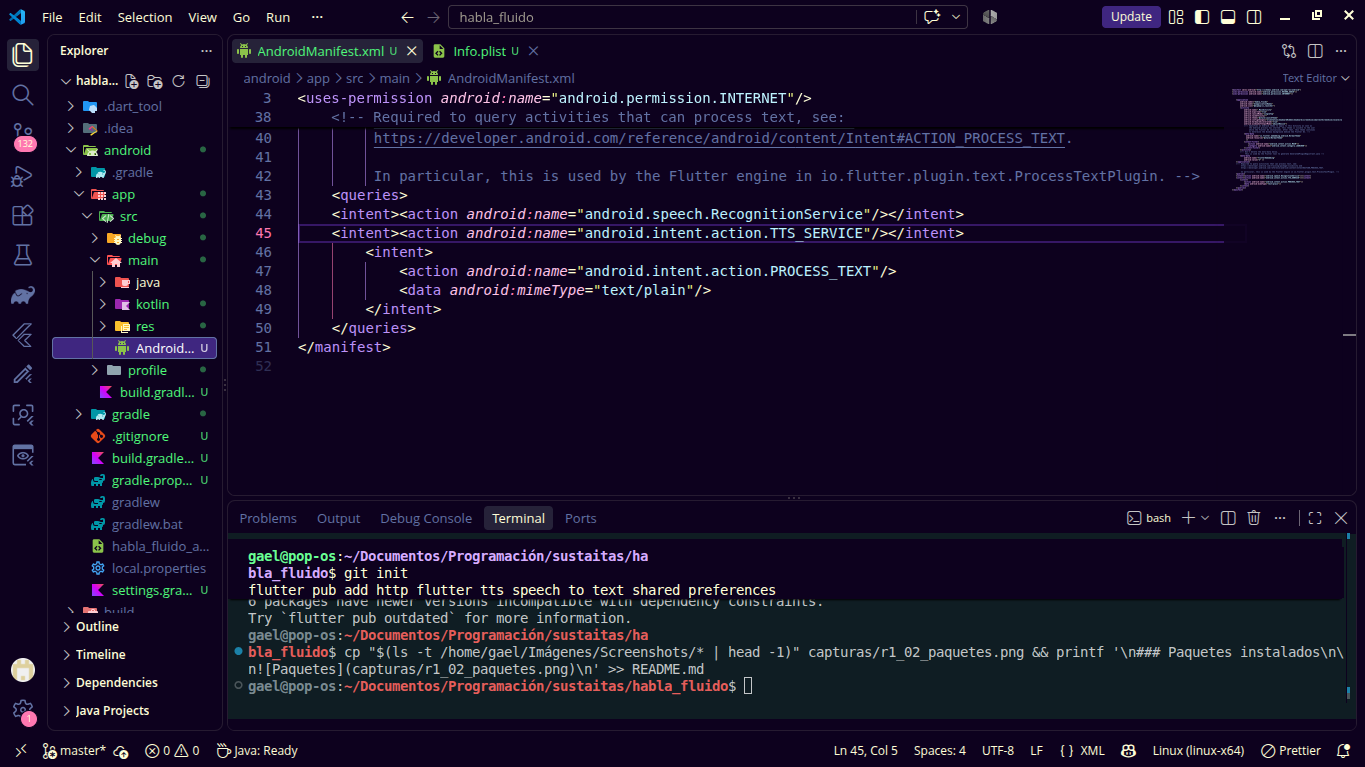 File Edit Selection View Go Run ···
habla_fluido
Update
Explorer ···
habla...
.dart_tool
.idea
android
.gradle
app
src
debug
main
java
kotlin
res
Android... U
profile
build.gradl... U
gradle
.gitignore U
build.gradle... U
gradle.prop... U
gradlew
gradlew.bat
habla_fluido_a...
local.properties
settings.gra... U
build
Outline
Timeline
Dependencies
Java Projects
132
1
AndroidManifest.xml U
Info.plist U
android > app > src > main > AndroidManifest.xml
Text Editor
3 <uses-permission android:name="android.permission.INTERNET"/>
38 <!-- Required to query activities that can process text, see:
40 https://developer.android.com/reference/android/content/Intent#ACTION_PROCESS_TEXT.
41
42 In particular, this is used by the Flutter engine in io.flutter.plugin.text.ProcessTextPlugin. -->
43 <queries>
44 <intent><action android:name="android.speech.RecognitionService"/></intent>
45 <intent><action android:name="android.intent.action.TTS_SERVICE"/></intent>
46 <intent>
47 <action android:name="android.intent.action.PROCESS_TEXT"/>
48 <data android:mimeType="text/plain"/>
49 </intent>
50 </queries>
51 </manifest>
52
Problems Output Debug Console Terminal Ports
bash
gael@pop-os:~/Documentos/Programación/sustaitas/ha
bla_fluido$ git init
flutter pub add http flutter tts speech to text shared preferences
6 packages have newer versions incompatible with dependency constraints.
Try `flutter pub outdated` for more information.
gael@pop-os:~/Documentos/Programación/sustaitas/ha
bla_fluido$ cp "$(ls -t /home/gael/Imágenes/Screenshots/* | head -1)" capturas/r1_02_paquetes.png && printf '\n### Paquetes instalados\n\
n![Paquetes](capturas/r1_02_paquetes.png)\n' >> README.md
gael@pop-os:~/Documentos/Programación/sustaitas/habla_fluido$
master* 0 0 Java: Ready
Ln 45, Col 5 Spaces: 4 UTF-8 LF { } XML Linux (linux-x64) Prettier